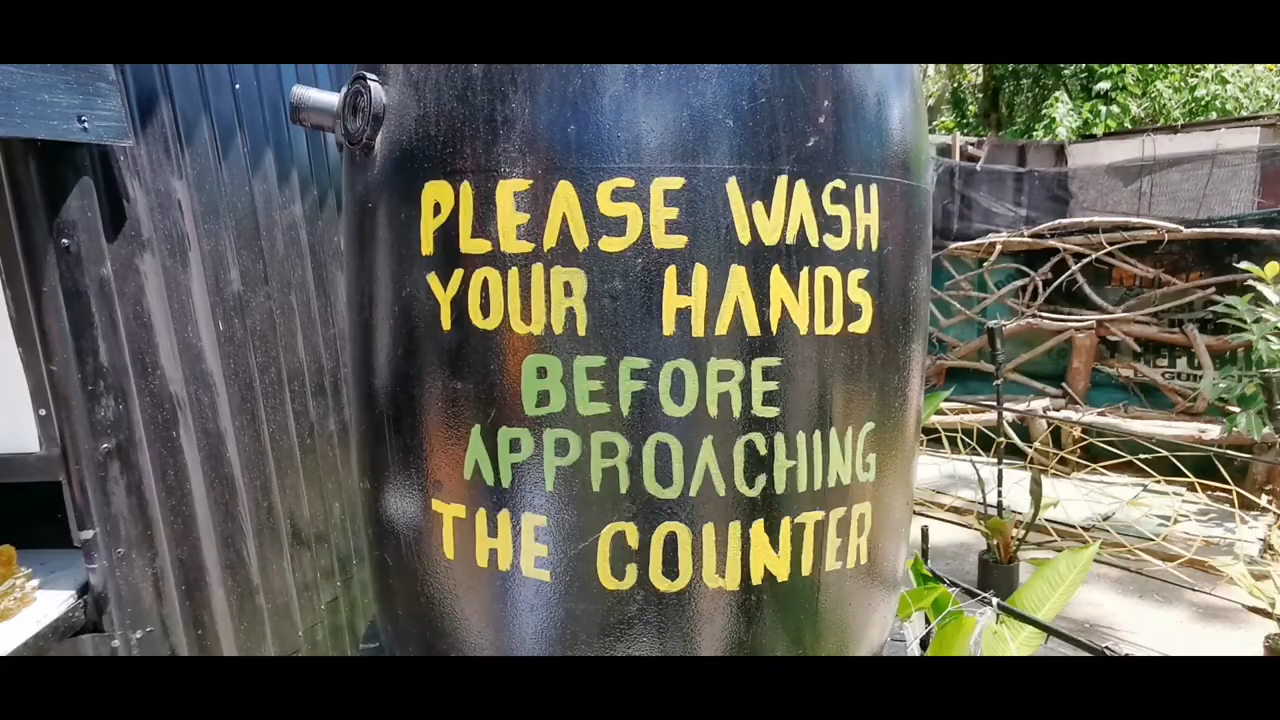 PLEASE WASH
YOUR HANDS
BEFORE
APPROACHING
THE COUNTER